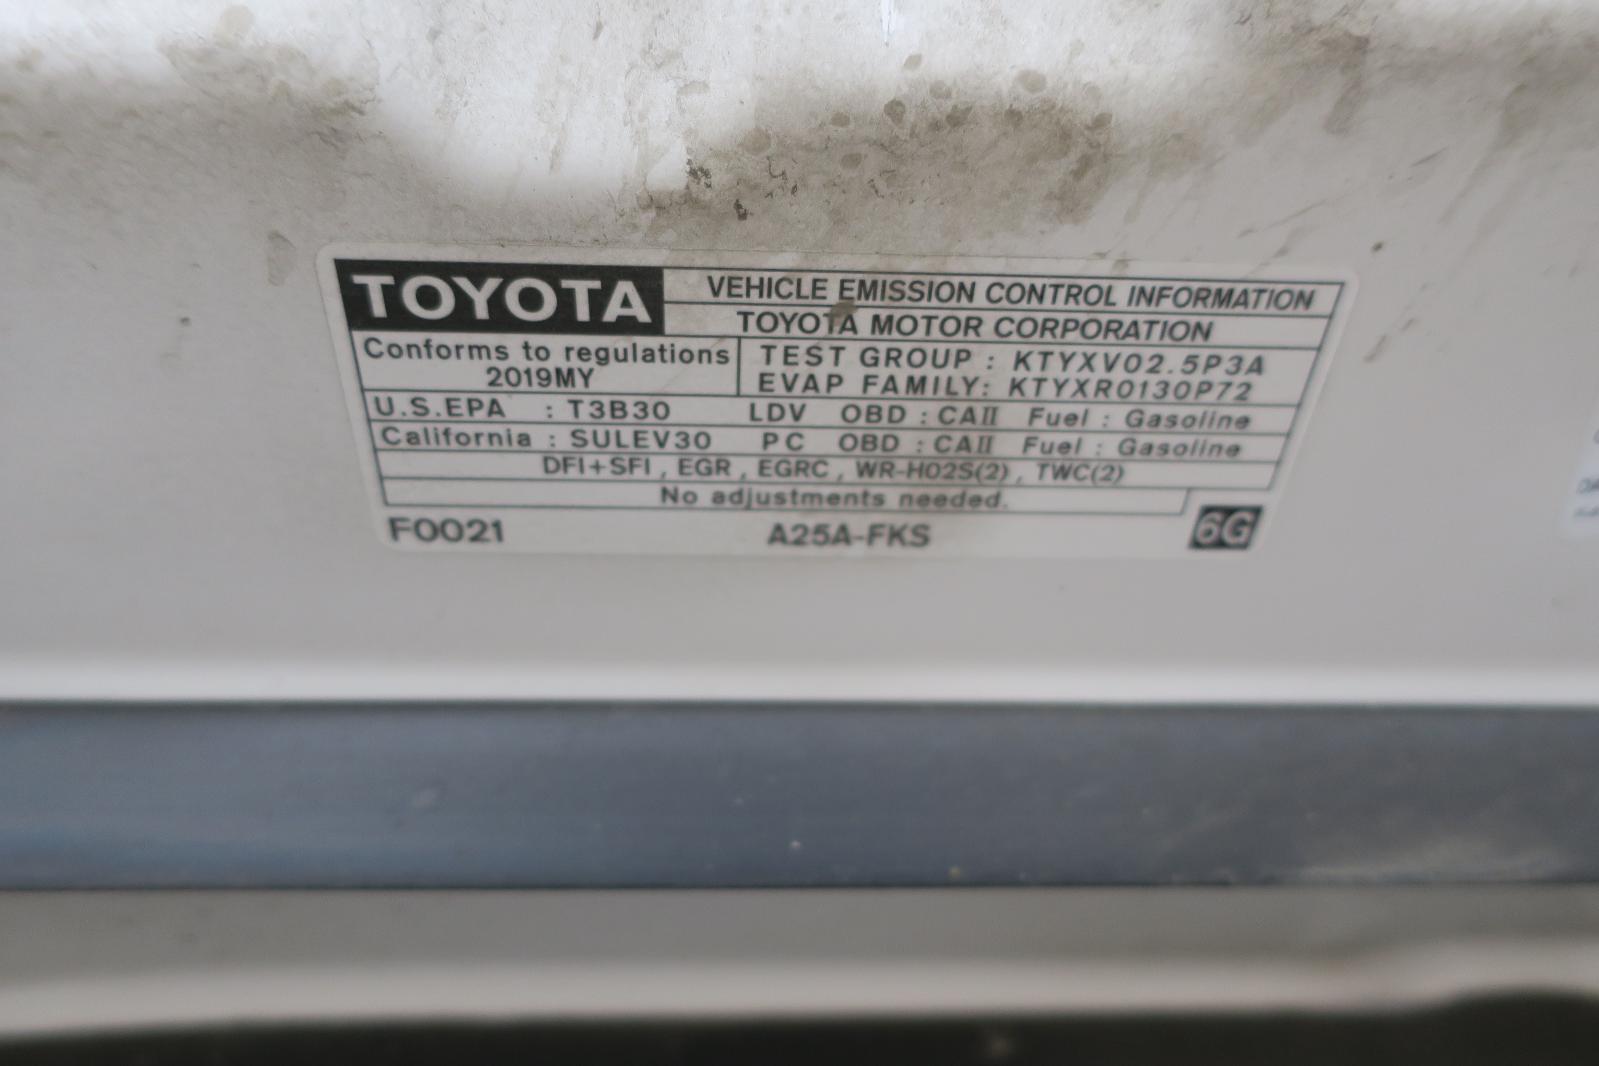 TOYOTA VEHICLE EMISSION CONTROL INFORMATION
TOYOTA MOTOR CORPORATION
Conforms to regulations TEST GROUP : KTYXV02.5P3A
2019MY EVAP FAMILY: KTYXR0130P72
U.S.EPA : T3B30 LDV OBD : CAII Fuel : Gasoline
California : SULEV30 PC OBD : CAII Fuel : Gasoline
DFI+SFI , EGR , EGRC , WR-HO2S(2) , TWC(2)
No adjustments needed.
F0021 A25A-FKS 6G